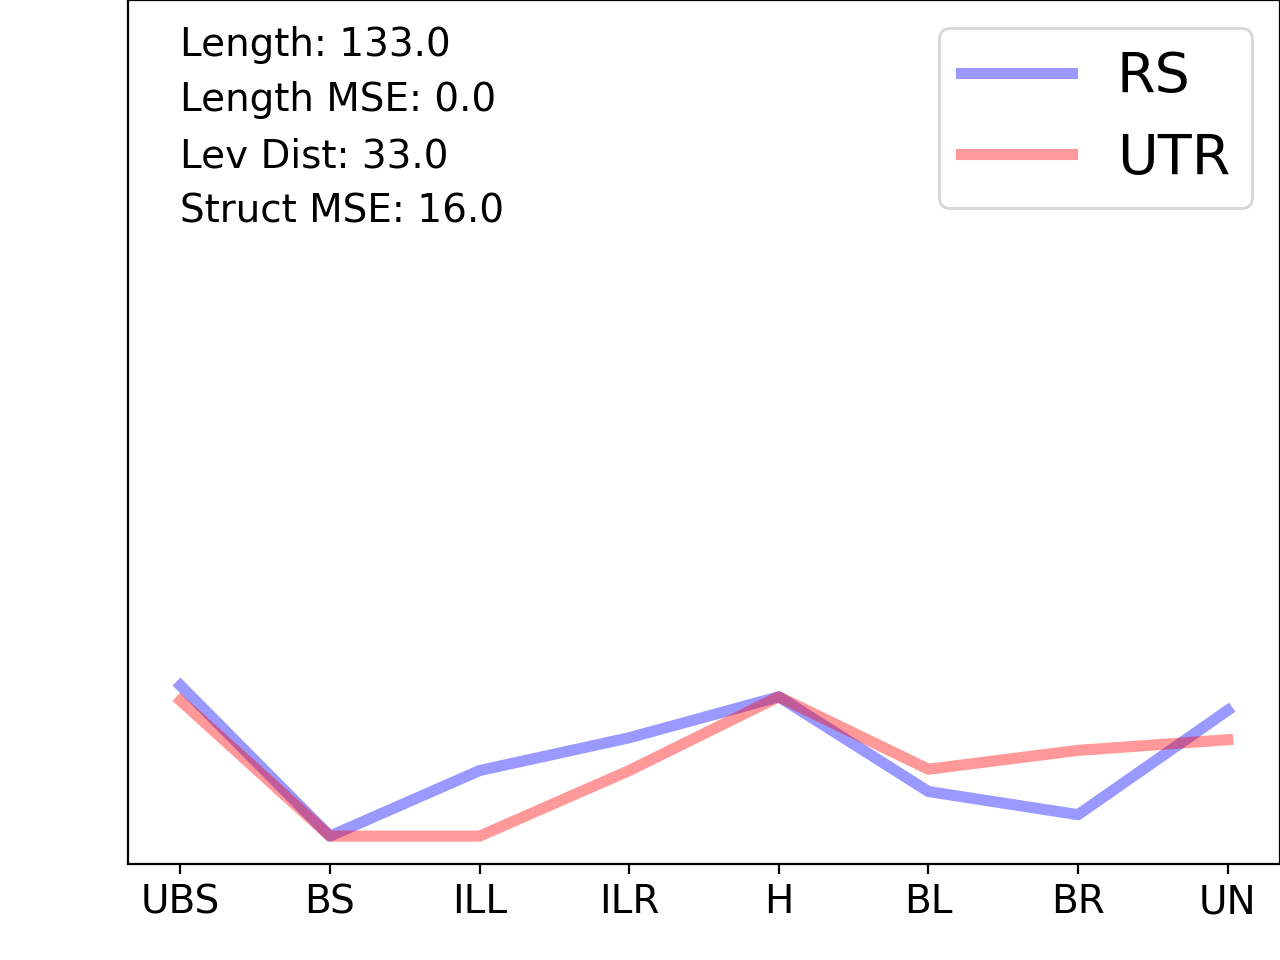 Length: 133.0
Length MSE: 0.0
Lev Dist: 33.0
Struct MSE: 16.0
RS
UTR
UBS BS ILL ILR H BL BR UN